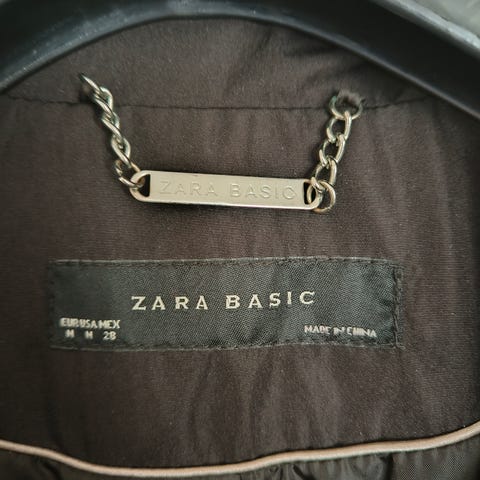 ZARA BASIC
ZARA BASIC
EUR USA MEX
M M 28
MADE IN CHINA